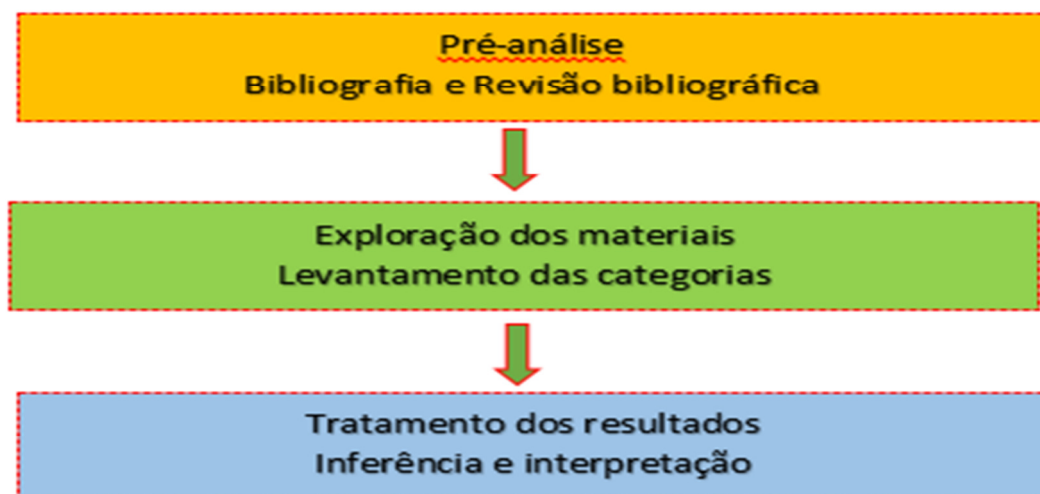 Pré-análise
Bibliografia e Revisão bibliográfica
Exploração dos materiais
Levantamento das categorias
Tratamento dos resultados
Inferência e interpretação